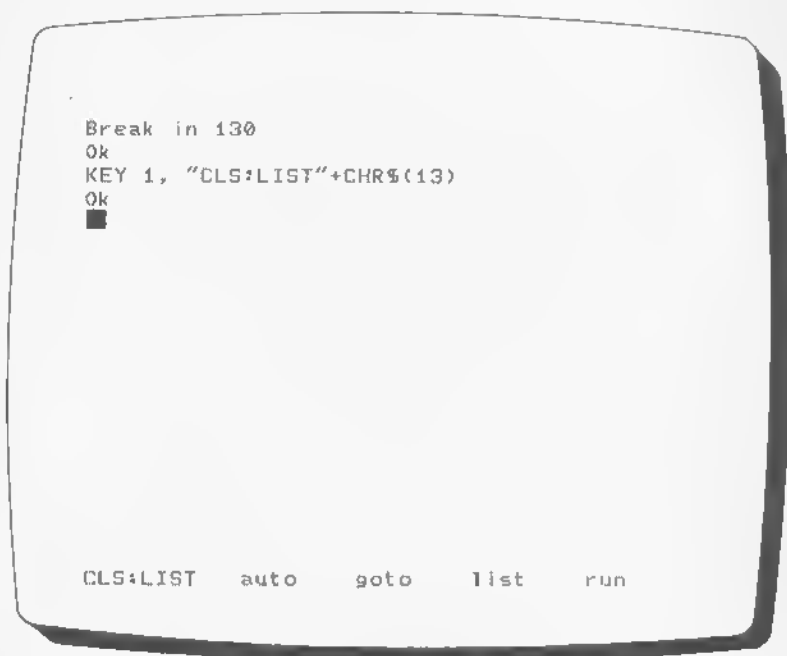 Break in 130
Ok
KEY 1, "CLS:LIST"+CHR$(13)
Ok
CLS:LIST auto goto list run